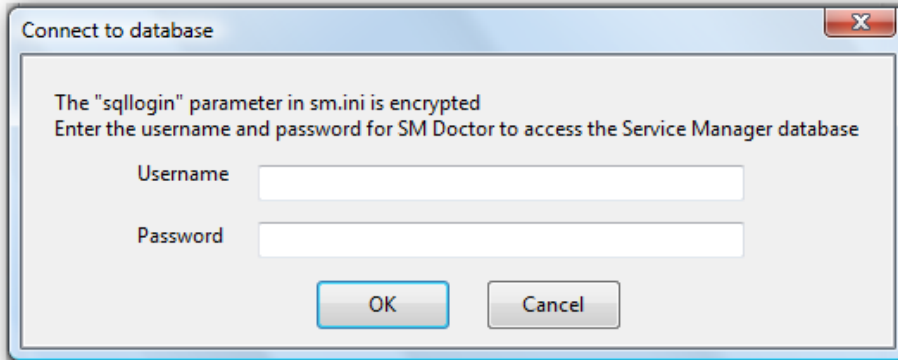 Connect to database
The "sqllogin" parameter in sm.ini is encrypted
Enter the username and password for SM Doctor to access the Service Manager database
Username
Password
OK Cancel